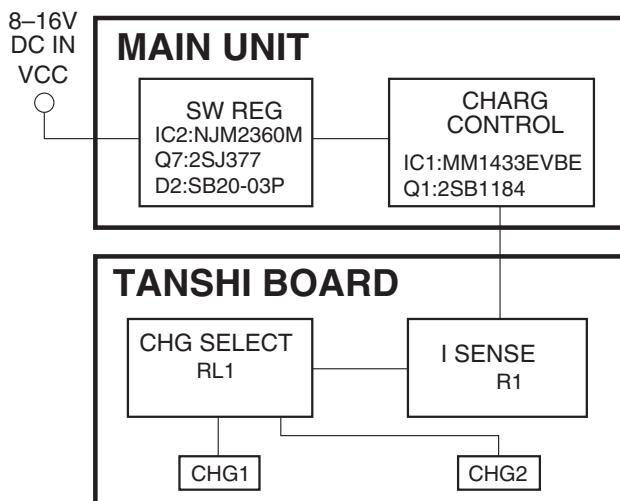 8–16V
DC IN
VCC
MAIN UNIT
SW REG
IC2:NJM2360M
Q7:2SJ377
D2:SB20-03P
CHARG
CONTROL
IC1:MM1433EVBE
Q1:2SB1184
TANSHI BOARD
CHG SELECT
RL1
I SENSE
R1
CHG1
CHG2